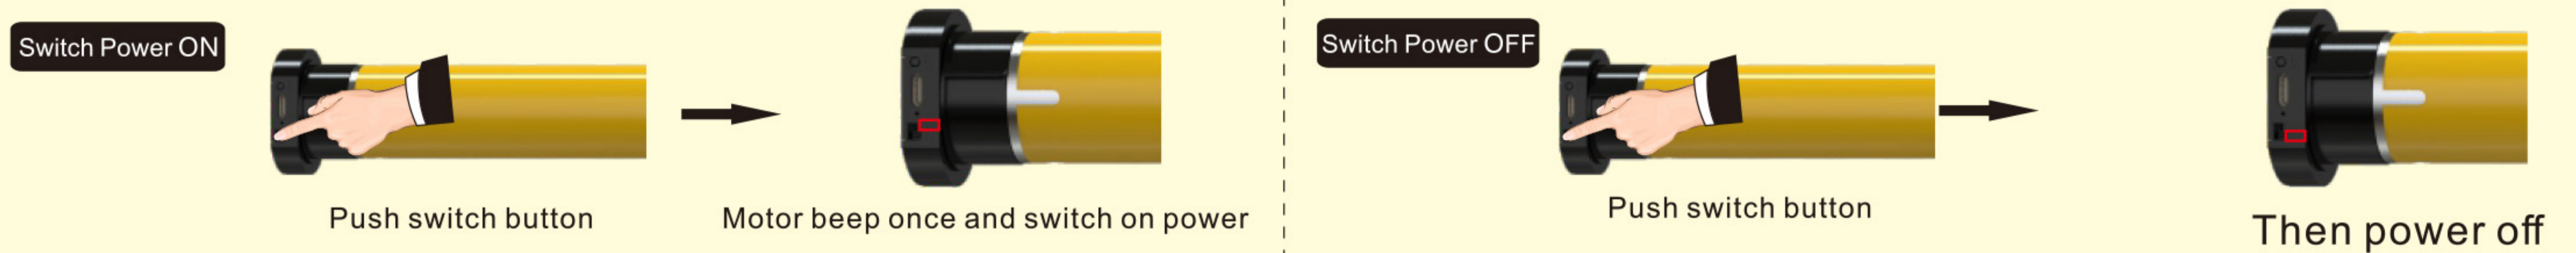 Switch Power ON
Push switch button
Motor beep once and switch on power
Switch Power OFF
Push switch button
Then power off